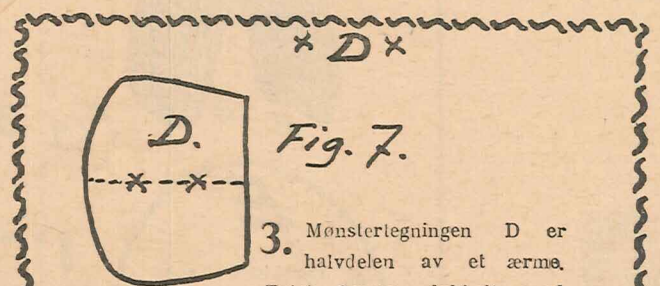 × D ×
D.
Fig. 7.
3. Mønstertegningen D er
halvdelen av et ærme.